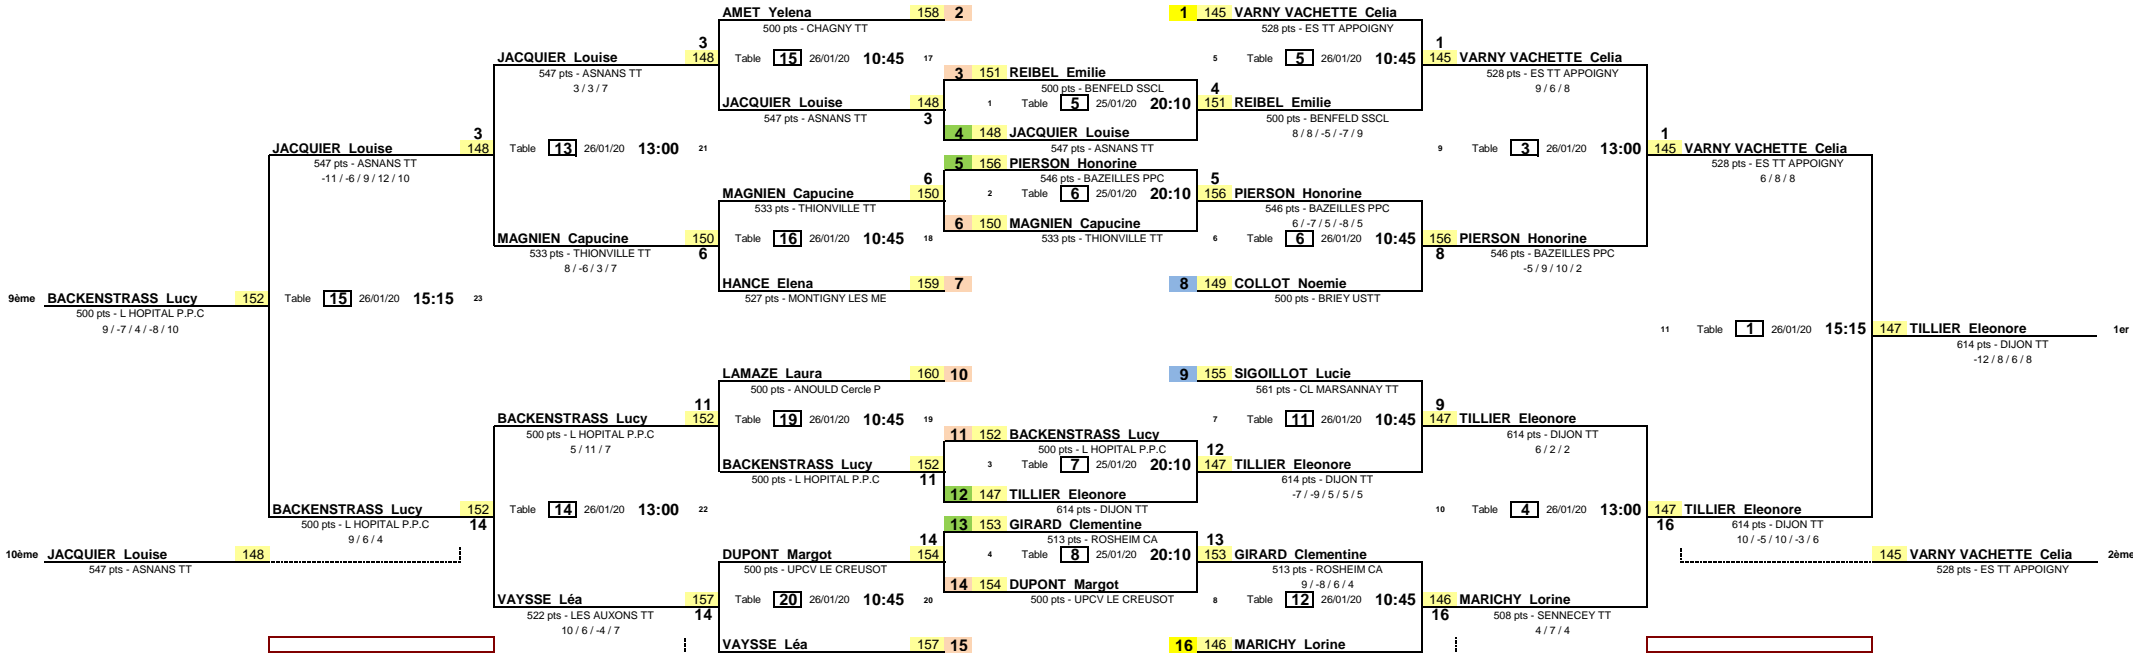 AMET Yelena 158 2
500 pts - CHAGNY TT
1 145 VARNY VACHETTE Celia
528 pts - ES TT APPOIGNY
3
JACQUIER Louise 148
547 pts - ASNANS TT
3 / 3 / 7
Table 15 26/01/20 10:45 17
5 Table 5 26/01/20 10:45
1
145 VARNY VACHETTE Celia
528 pts - ES TT APPOIGNY
9 / 6 / 8
3 151 REIBEL Emilie
500 pts - BENFELD SSCL
JACQUIER Louise 148
547 pts - ASNANS TT
3
1 Table 5 25/01/20 20:10
4
151 REIBEL Emilie
500 pts - BENFELD SSCL
8 / 8 / -5 / -7 / 9
4 148 JACQUIER Louise
547 pts - ASNANS TT
3
JACQUIER Louise 148
547 pts - ASNANS TT
-11 / -6 / 9 / 12 / 10
Table 13 26/01/20 13:00 21
9 Table 3 26/01/20 13:00
1
145 VARNY VACHETTE Celia
528 pts - ES TT APPOIGNY
6 / 8 / 8
5 156 PIERSON Honorine
546 pts - BAZEILLES PPC
6
MAGNIEN Capucine 150
533 pts - THIONVILLE TT
2 Table 6 25/01/20 20:10
5
156 PIERSON Honorine
546 pts - BAZEILLES PPC
6 / -7 / 5 / -8 / 5
6 150 MAGNIEN Capucine
533 pts - THIONVILLE TT
MAGNIEN Capucine 150
533 pts - THIONVILLE TT
6
8 / -6 / 3 / 7
Table 16 26/01/20 10:45 18
6 Table 6 26/01/20 10:45
156 PIERSON Honorine
8
546 pts - BAZEILLES PPC
-5 / 9 / 10 / 2
HANCE Elena 159 7
527 pts - MONTIGNY LES ME
8 149 COLLOT Noemie
500 pts - BRIEY USTT
9ème BACKENSTRASS Lucy 152
500 pts - L HOPITAL P.P.C
9 / -7 / 4 / -8 / 10
Table 15 26/01/20 15:15 23
11 Table 1 26/01/20 15:15
147 TILLIER Eleonore 1er
614 pts - DIJON TT
-12 / 8 / 6 / 8
LAMAZE Laura 160 10
500 pts - ANOULD Cercle P
9 155 SIGOILLOT Lucie
561 pts - CL MARSANNAY TT
11
BACKENSTRASS Lucy 152
500 pts - L HOPITAL P.P.C
5 / 11 / 7
Table 19 26/01/20 10:45 19
7 Table 11 26/01/20 10:45
9
147 TILLIER Eleonore
614 pts - DIJON TT
6 / 2 / 2
11 152 BACKENSTRASS Lucy
500 pts - L HOPITAL P.P.C
BACKENSTRASS Lucy 152
500 pts - L HOPITAL P.P.C
11
3 Table 7 25/01/20 20:10
12
147 TILLIER Eleonore
614 pts - DIJON TT
-7 / -9 / 5 / 5 / 5
12 147 TILLIER Eleonore
614 pts - DIJON TT
BACKENSTRASS Lucy 152
500 pts - L HOPITAL P.P.C
14
9 / 6 / 4
Table 14 26/01/20 13:00 22
10 Table 4 26/01/20 13:00
147 TILLIER Eleonore
16
614 pts - DIJON TT
10 / -5 / 10 / -3 / 6
13 153 GIRARD Clementine
513 pts - ROSHEIM CA
10ème JACQUIER Louise 148
547 pts - ASNANS TT
14
DUPONT Margot 154
500 pts - UPCV LE CREUSOT
4 Table 8 25/01/20 20:10
13
153 GIRARD Clementine
513 pts - ROSHEIM CA
9 / -8 / 6 / 4
145 VARNY VACHETTE Celia 2ème
528 pts - ES TT APPOIGNY
14 154 DUPONT Margot
500 pts - UPCV LE CREUSOT
VAYSSE Léa 157
522 pts - LES AUXONS TT
14
10 / 6 / -4 / 7
Table 20 26/01/20 10:45 20
8 Table 12 26/01/20 10:45
146 MARICHY Lorine
16
508 pts - SENNECEY TT
4 / 7 / 4
VAYSSE Léa 157 15
16 146 MARICHY Lorine